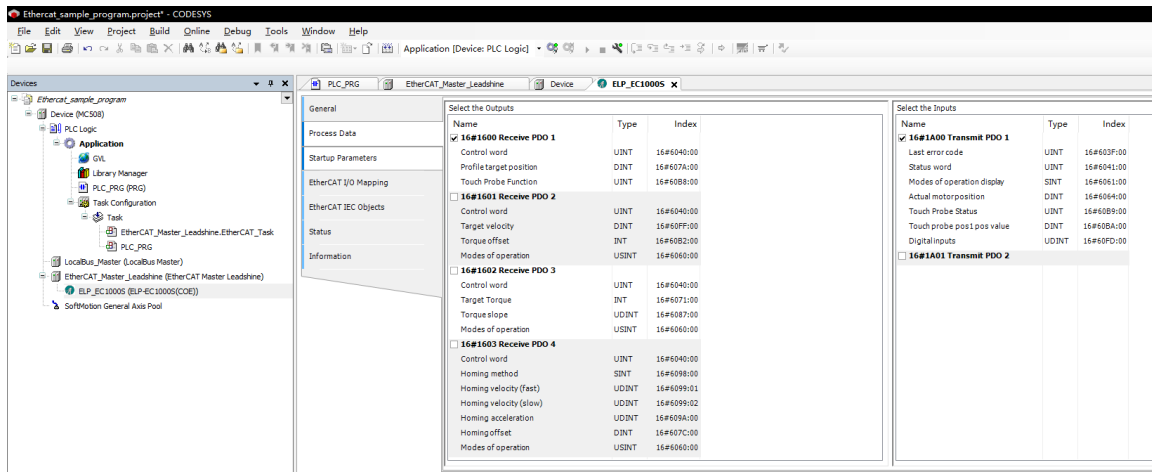 Ethercat_sample_program.project* - CODESYS
File Edit View Project Build Online Debug Tools Window Help
Application [Device: PLC Logic]
Devices
PLC_PRG EtherCAT_Master_Leadshine Device ELP_EC1000S X
Ethercat_sample_program
Device (MC508)
PLC Logic
Application
GVL
Library Manager
PLC_PRG (PRG)
Task Configuration
Task
EtherCAT_Master_Leadshine.EtherCAT_Task
PLC_PRG
LocalBus_Master (LocalBus Master)
EtherCAT_Master_Leadshine (EtherCAT Master Leadshine)
ELP_EC1000S (ELP-EC1000S(COE))
SoftMotion General Axis Pool
General
Process Data
Startup Parameters
EtherCAT I/O Mapping
EtherCAT IEC Objects
Status
Information
Select the Outputs
Name Type Index
16#1600 Receive PDO 1
Control word UINT 16#6040:00
Profile target position DINT 16#607A:00
Touch Probe Function UINT 16#60B8:00
16#1601 Receive PDO 2
Control word UINT 16#6040:00
Target velocity DINT 16#60FF:00
Torque offset INT 16#60B2:00
Modes of operation USINT 16#6060:00
16#1602 Receive PDO 3
Control word UINT 16#6040:00
Target Torque INT 16#6071:00
Torque slope UDINT 16#6087:00
Modes of operation USINT 16#6060:00
16#1603 Receive PDO 4
Control word UINT 16#6040:00
Homing method SINT 16#6098:00
Homing velocity (fast) UDINT 16#6099:01
Homing velocity (slow) UDINT 16#6099:02
Homing acceleration UDINT 16#609A:00
Homing offset DINT 16#607C:00
Modes of operation USINT 16#6060:00
Select the Inputs
Name Type Index
16#1A00 Transmit PDO 1
Last error code UINT 16#603F:00
Status word UINT 16#6041:00
Modes of operation display SINT 16#6061:00
Actual motorposition DINT 16#6064:00
Touch Probe Status UINT 16#60B9:00
Touch probe pos1 pos value DINT 16#60BA:00
Digital inputs UDINT 16#60FD:00
16#1A01 Transmit PDO 2